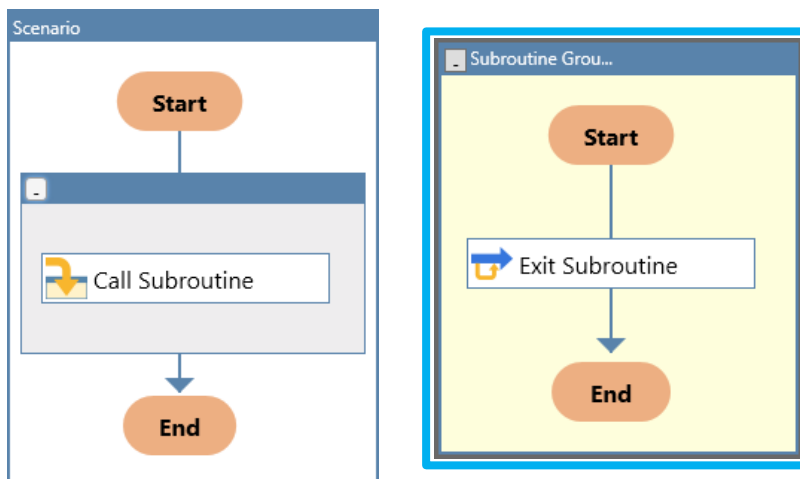 Scenario
Start
Call Subroutine
End
Subroutine Grou...
Start
Exit Subroutine
End